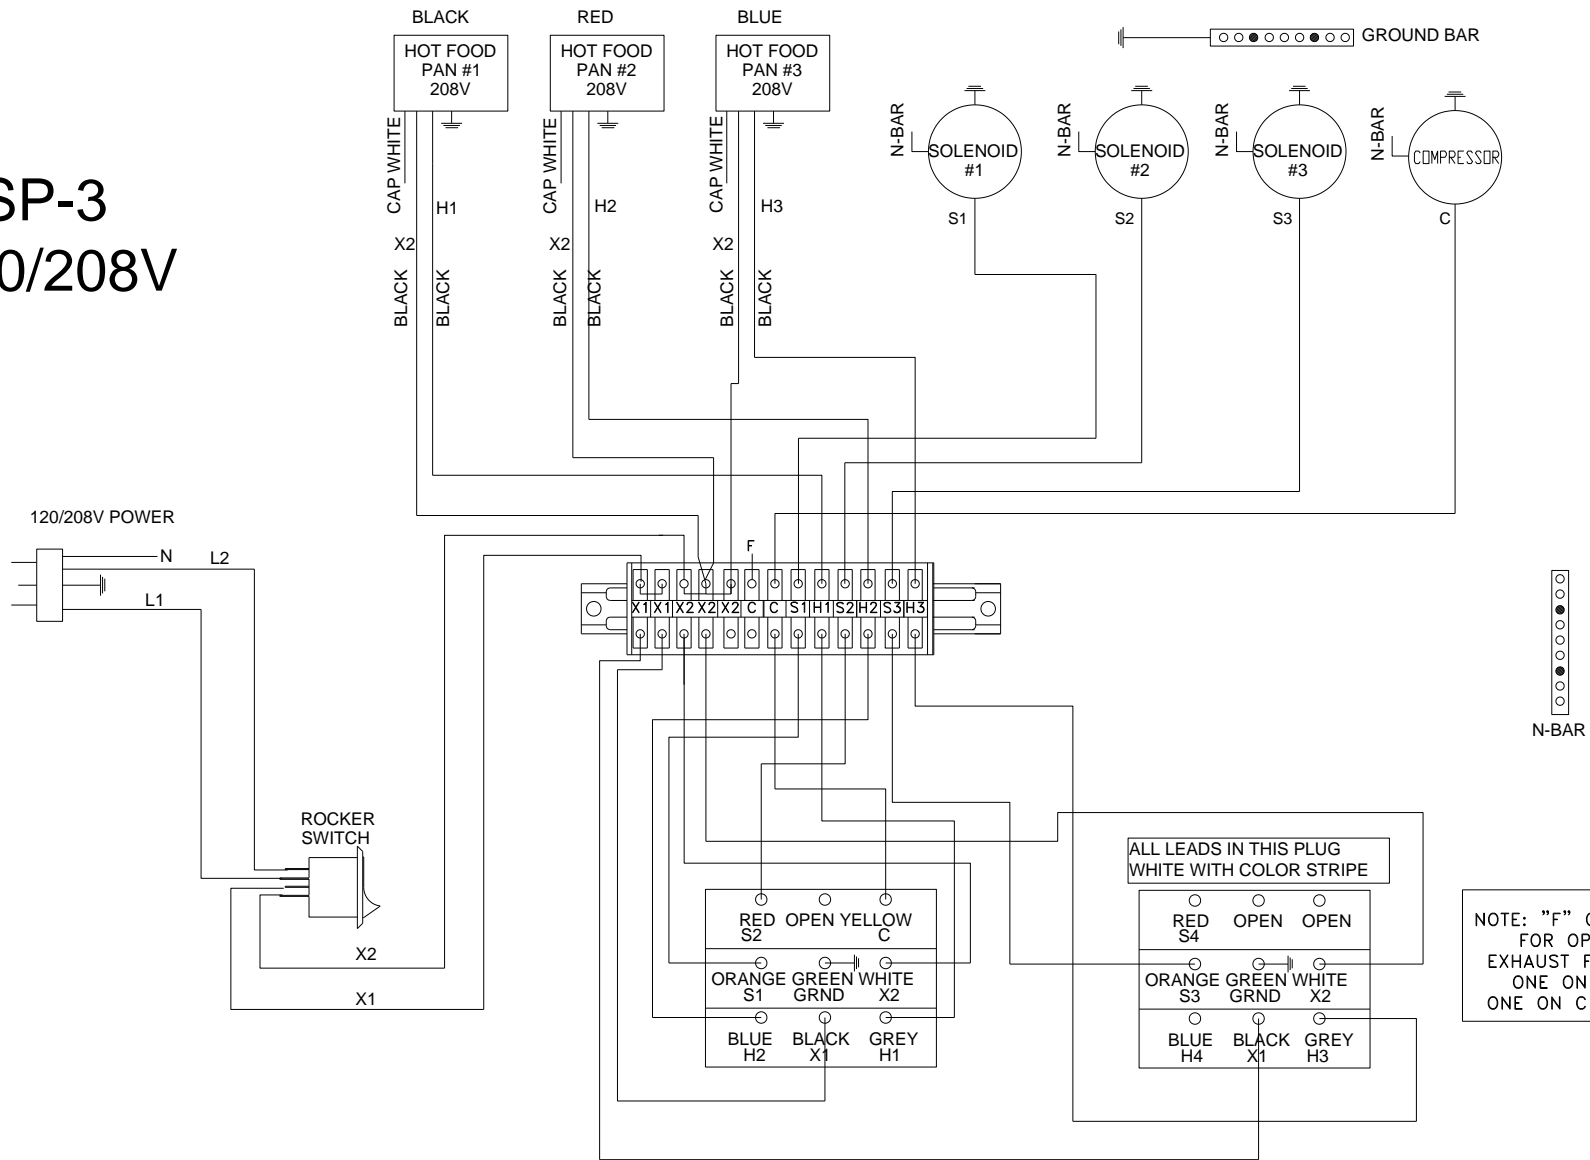 BLACK
RED
BLUE
HOT FOOD
PAN #1
208V
HOT FOOD
PAN #2
208V
HOT FOOD
PAN #3
208V
GROUND BAR
CAP WHITE
CAP WHITE
CAP WHITE
N-BAR
SOLENOID
#1
N-BAR
SOLENOID
#2
N-BAR
SOLENOID
#3
N-BAR
COMPRESSOR
SP-3
0/208V
H1
H2
H3
S1
S2
S3
C
X2
X2
X2
BLACK
BLACK
BLACK
BLACK
BLACK
BLACK
120/208V POWER
N
L2
L1
F
X1 X1 X2 X2 X2 C C S1 H1 S2 H2 S3 H3
N-BAR
ROCKER
SWITCH
X2
X1
RED OPEN YELLOW
S2 C
ORANGE GREEN WHITE
S1 GRND X2
BLUE BLACK GREY
H2 X1 H1
ALL LEADS IN THIS PLUG
WHITE WITH COLOR STRIPE
RED OPEN OPEN
S4
ORANGE GREEN WHITE
S3 GRND X2
BLUE BLACK GREY
H4 X1 H3
NOTE: "F"
FOR
EXHAUST
ONE ON
ONE ON C